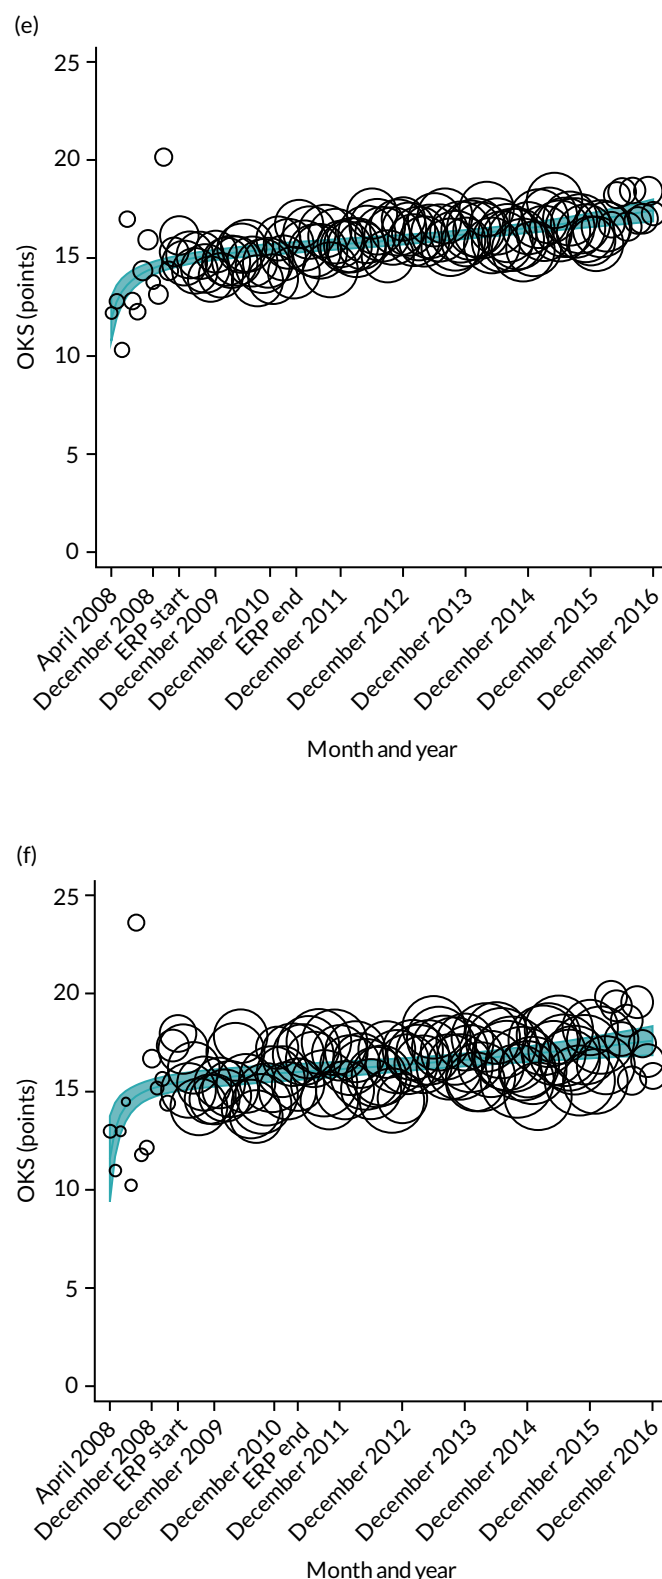 (e)
25
20
15
10
5
0
OKS (points)
April 2008
December 2008
ERP start
December 2009
December 2010
ERP end
December 2011
December 2012
December 2013
December 2014
December 2015
December 2016
Month and year
(f)
25
20
15
10
5
0
OKS (points)
April 2008
December 2008
ERP start
December 2009
December 2010
ERP end
December 2011
December 2012
December 2013
December 2014
December 2015
December 2016
Month and year